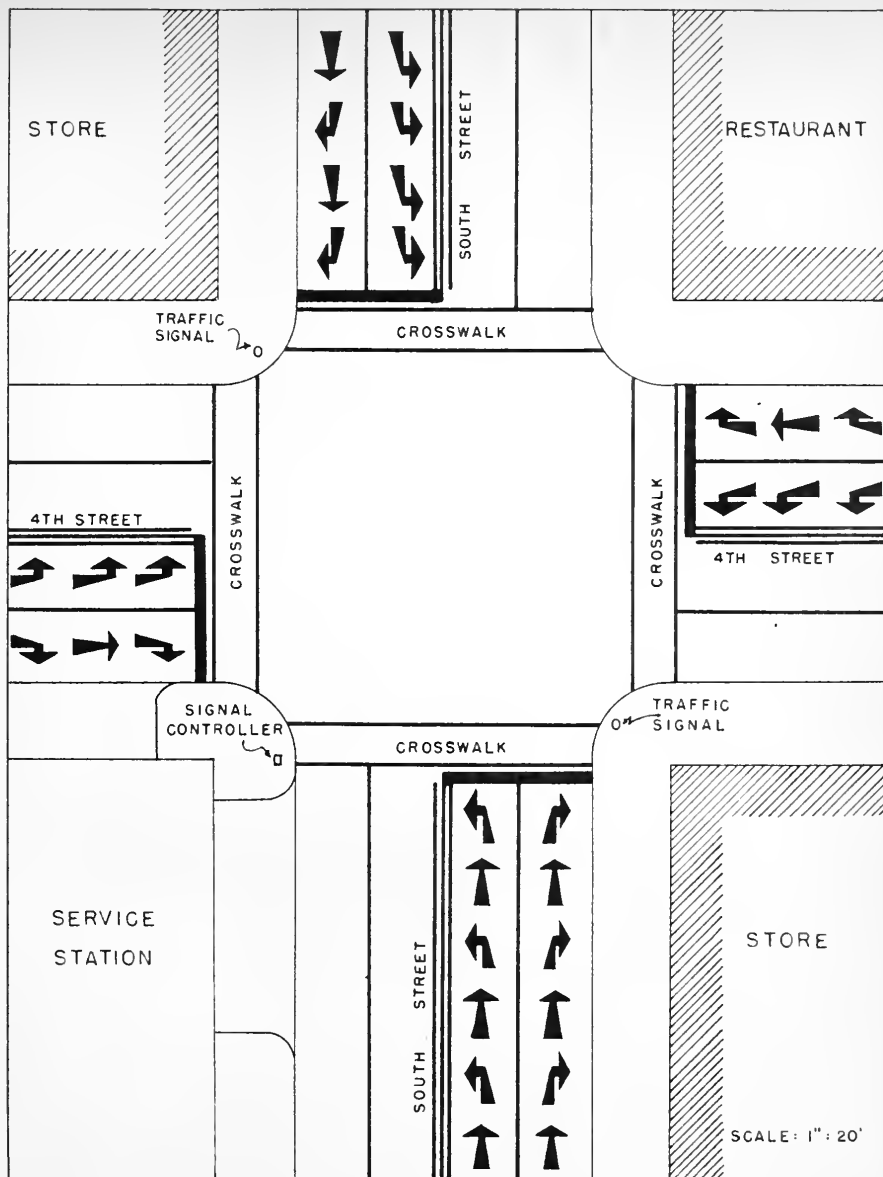 STORE
SOUTH STREET
RESTAURANT
TRAFFIC
SIGNAL
CROSSWALK
4TH STREET
CROSSWALK
CROSSWALK
4TH STREET
SIGNAL
CONTROLLER
TRAFFIC
SIGNAL
CROSSWALK
SERVICE
STATION
SOUTH STREET
STORE
SCALE: 1":20'